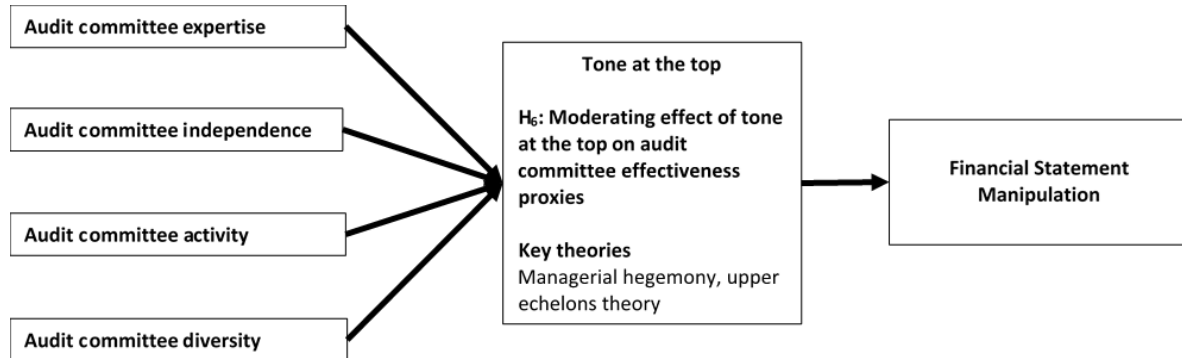 Audit committee expertise
Audit committee independence
Audit committee activity
Audit committee diversity
Tone at the top
H₆: Moderating effect of tone
at the top on audit
committee effectiveness
proxies
Key theories
Managerial hegemony, upper
echelons theory
Financial Statement
Manipulation